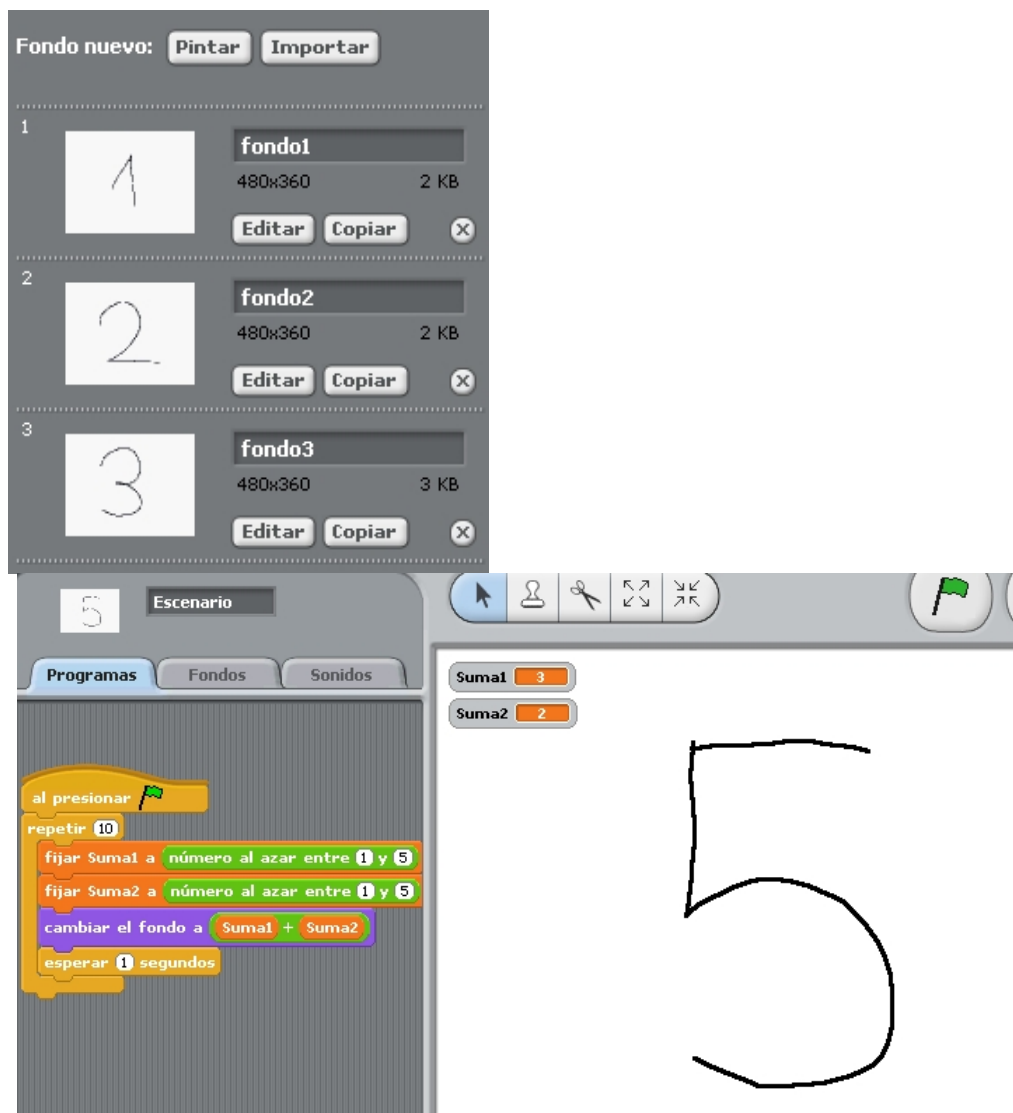 Fondo nuevo: Pintar Importar
1
1
fondo1
480x360 2 KB
Editar Copiar
2
2
fondo2
480x360 2 KB
Editar Copiar
3
3
fondo3
480x360 3 KB
Editar Copiar
5 Escenario
Programas Fondos Sonidos
al presionar
repetir 10
fijar Suma1 a número al azar entre 1 y 5
fijar Suma2 a número al azar entre 1 y 5
cambiar el fondo a Suma1 + Suma2
esperar 1 segundos
Suma1 3
Suma2 2
5